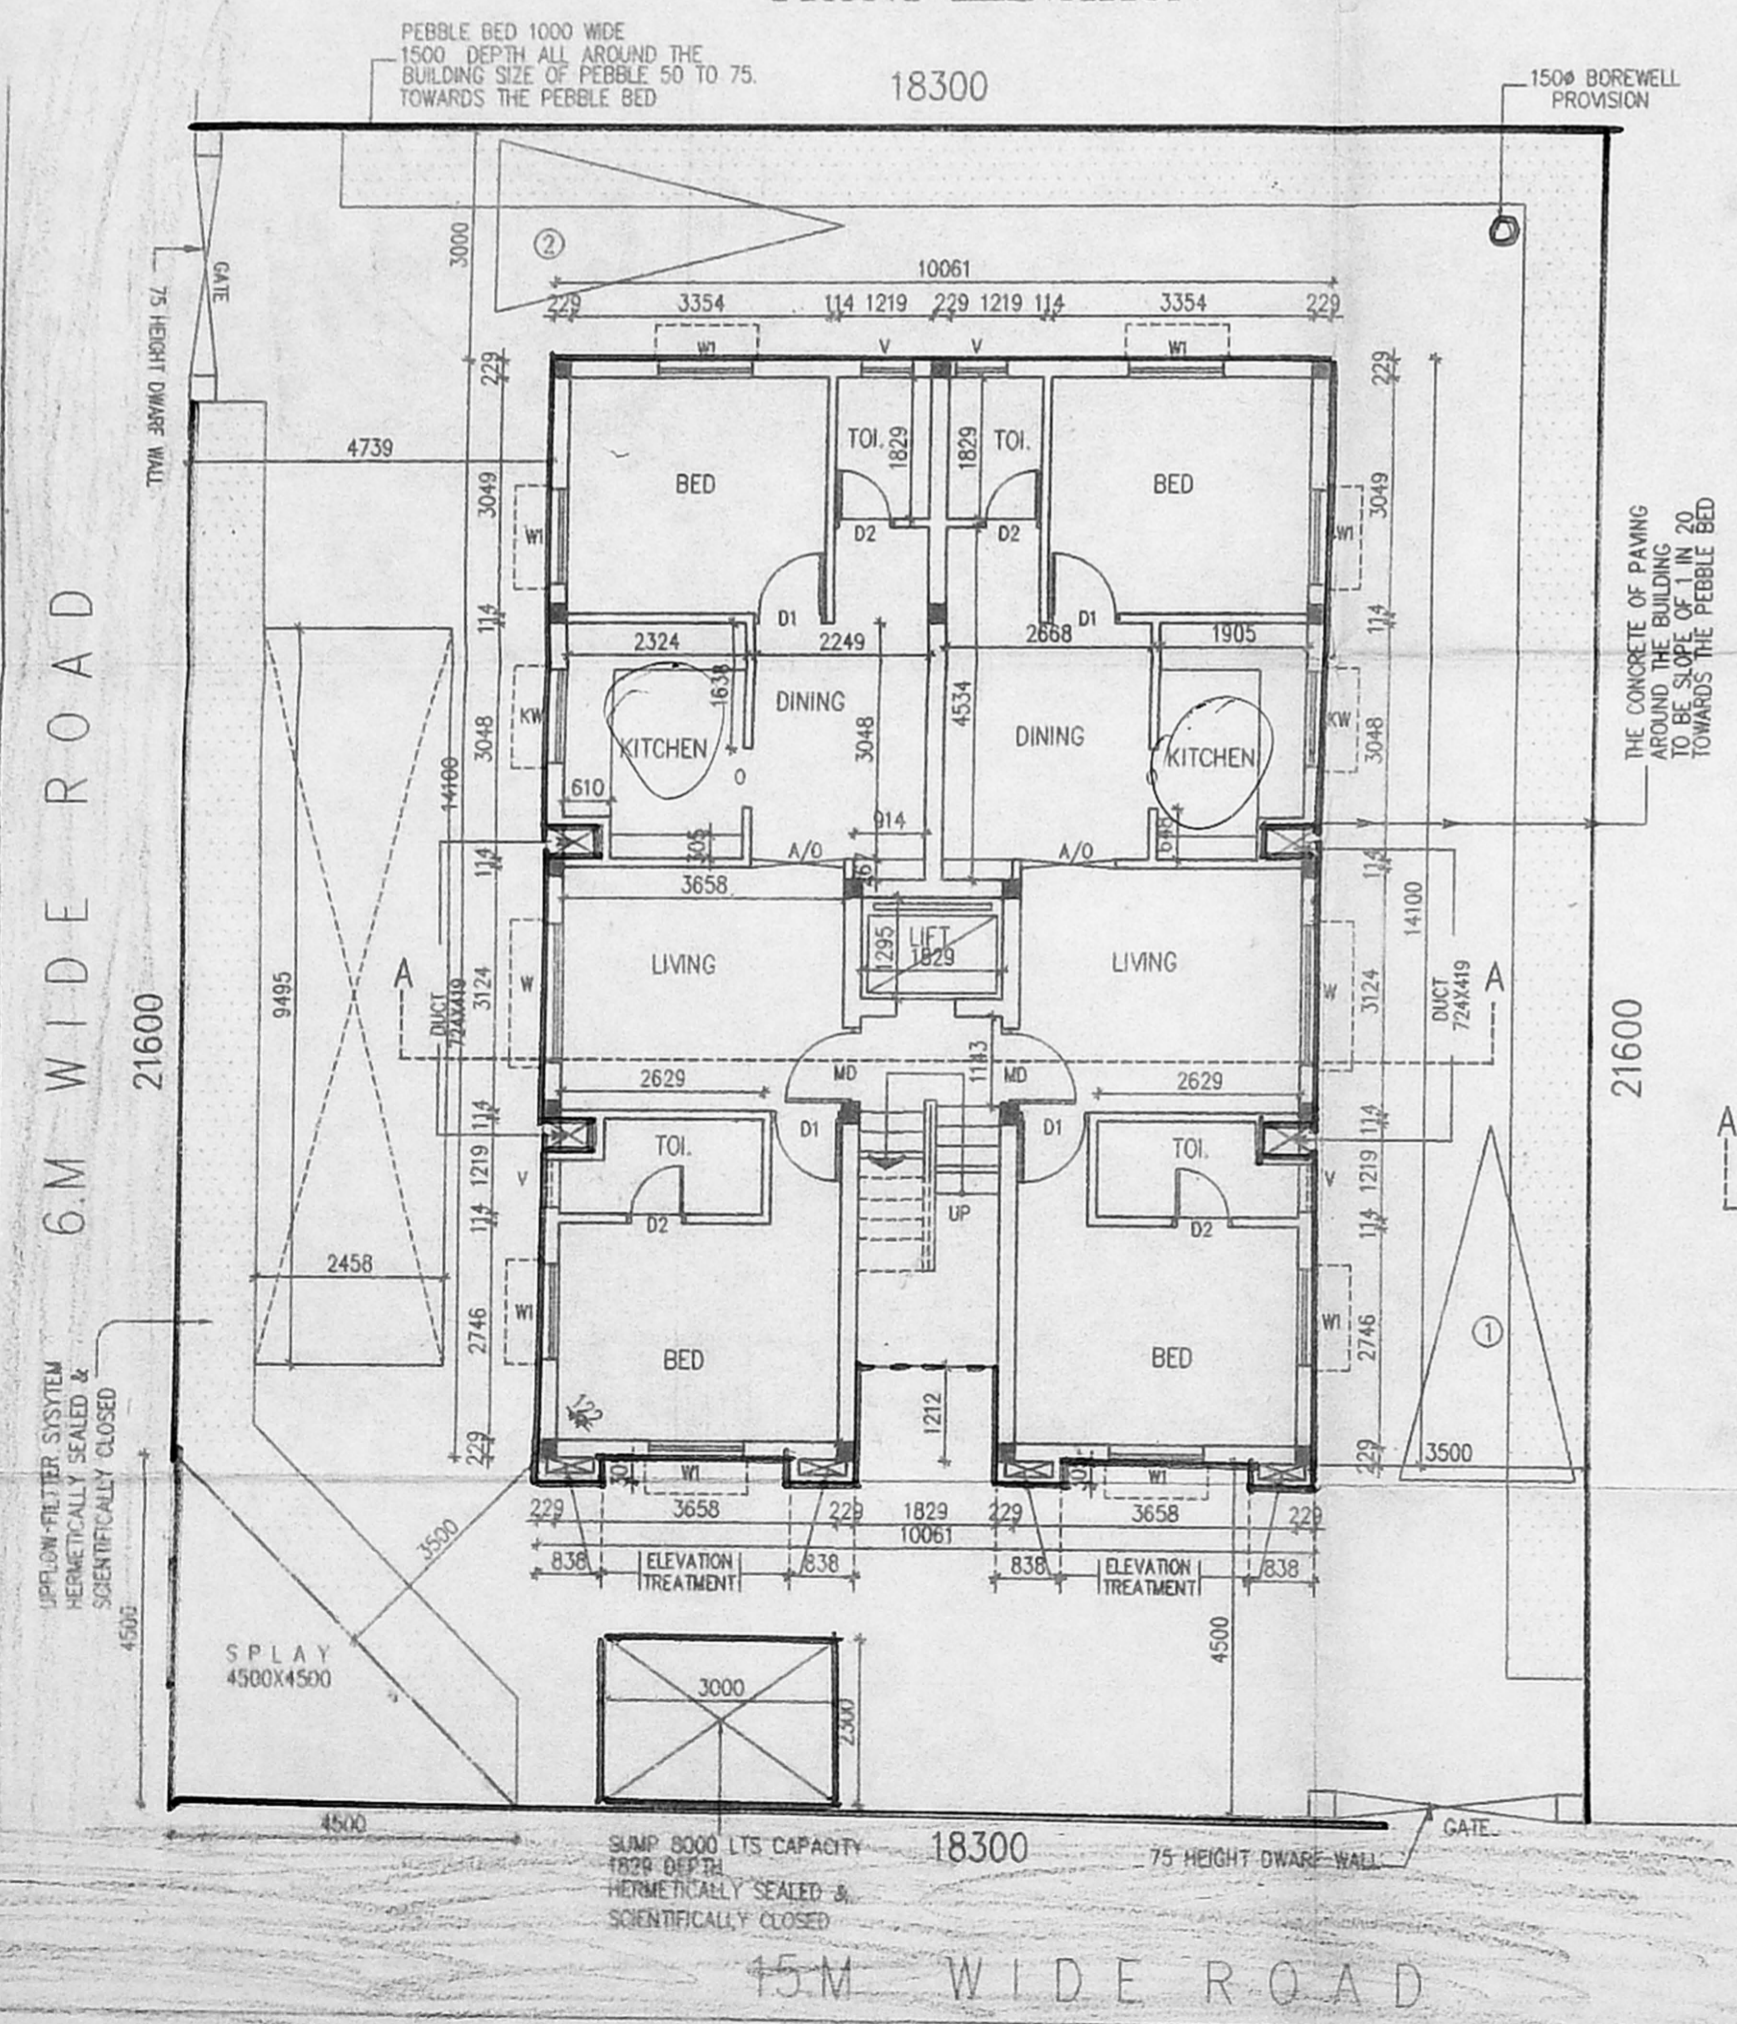 PEBBLE BED 1000 WIDE
1500 DEPTH ALL AROUND THE
BUILDING SIZE OF PEBBLE 50 TO 75.
TOWARDS THE PEBBLE BED
18300
150ø BOREWELL
PROVISION
GATE
75 HEIGHT DWARF WALL
3000
2
10061
229 3354 114 1219 229 1219 114 3354 229
W1 V V W1
229 229
4739
BED TOI. 1829 1829 TOI. BED
3049 W1 W1 3049
D2 D2
114 D1 D1 114
2324 2249 2668 1905
1638 DINING 4534 DINING
KW KITCHEN 3048 KITCHEN KW
3048 3048
O O
610 914
305 A/O A/O 648
467
114 3658 114
14100 14100
LIVING 1295 LIFT LIVING
1829
9495 W W
A A
3124 3124
DUCT
724X419
DUCT
724X419
2629 MD 1143 MD 2629
114 D1 D1 114
TOI. TOI.
1219 V V 1219
114 D2 UP D2 114
2458
2746 W1 W1 2746
BED BED
1
122
1212
229 229
3500
301 W1 301 W1
229 3658 229 1829 229 3658 229
10061
838 ELEVATION 838 838 ELEVATION 838
TREATMENT TREATMENT
3500
4500
4500
SPLAY
4500X4500
3000
2300
4500
SUMP 8000 LTS CAPACITY
1829 DEPTH
HERMETICALLY SEALED &
SCIENTIFICALLY CLOSED
18300
GATE
75 HEIGHT DWARF WALL
15.M WIDE ROAD
6.M WIDE ROAD
21600
21600
UPFLOW-FILTER SYSYTEM
HERMETICALLY SEALED &
SCIENTIFICALLY CLOSED
THE CONCRETE OF PAVING
AROUND THE BUILDING
TO BE SLOPE OF 1 IN 20
TOWARDS THE PEBBLE BED
A